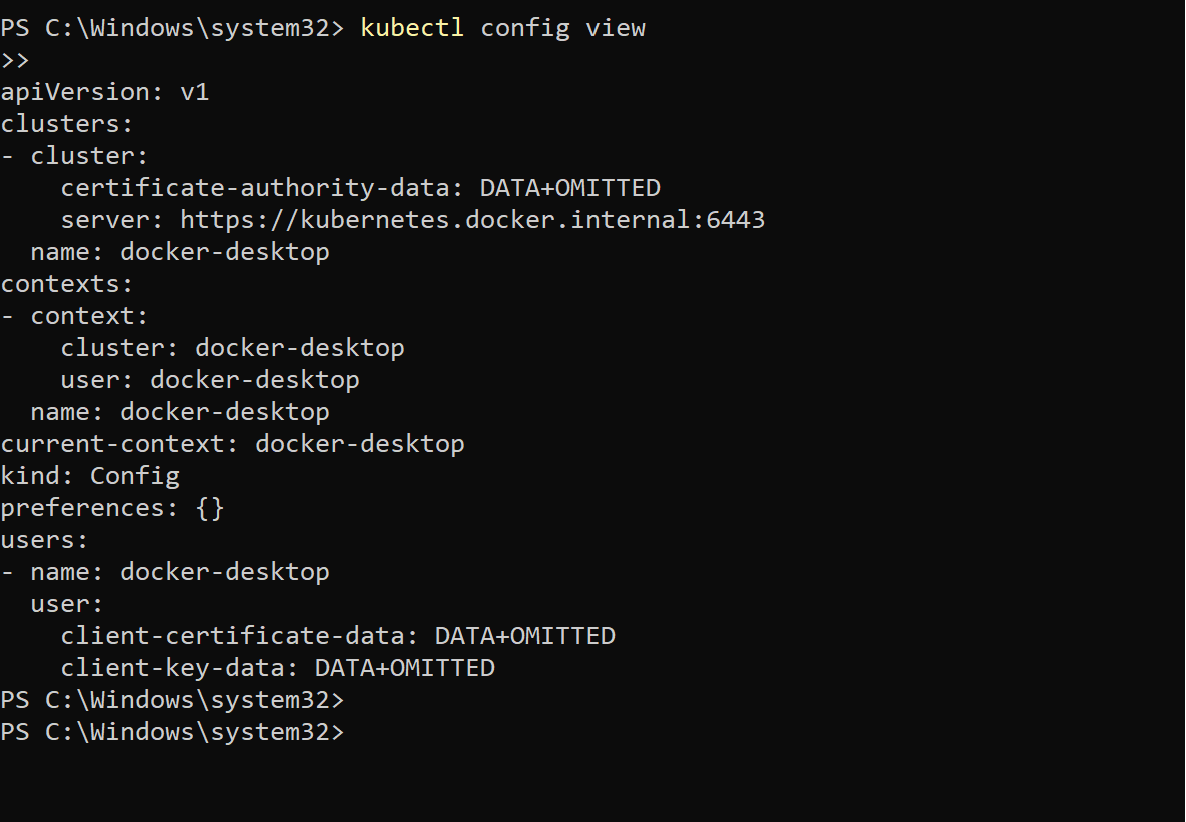 PS C:\Windows\system32> kubectl config view
>>
apiVersion: v1
clusters:
- cluster:
    certificate-authority-data: DATA+OMITTED
    server: https://kubernetes.docker.internal:6443
  name: docker-desktop
contexts:
- context:
    cluster: docker-desktop
    user: docker-desktop
  name: docker-desktop
current-context: docker-desktop
kind: Config
preferences: {}
users:
- name: docker-desktop
  user:
    client-certificate-data: DATA+OMITTED
    client-key-data: DATA+OMITTED
PS C:\Windows\system32>
PS C:\Windows\system32>